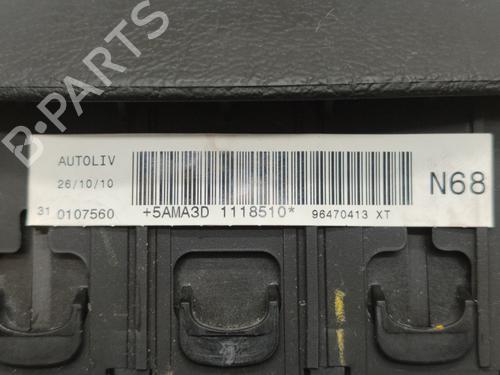 B-PARTS
AUTOLIV
26/10/10
N68
31 0107560 +5AMA3D 1118510* 96470413 XT